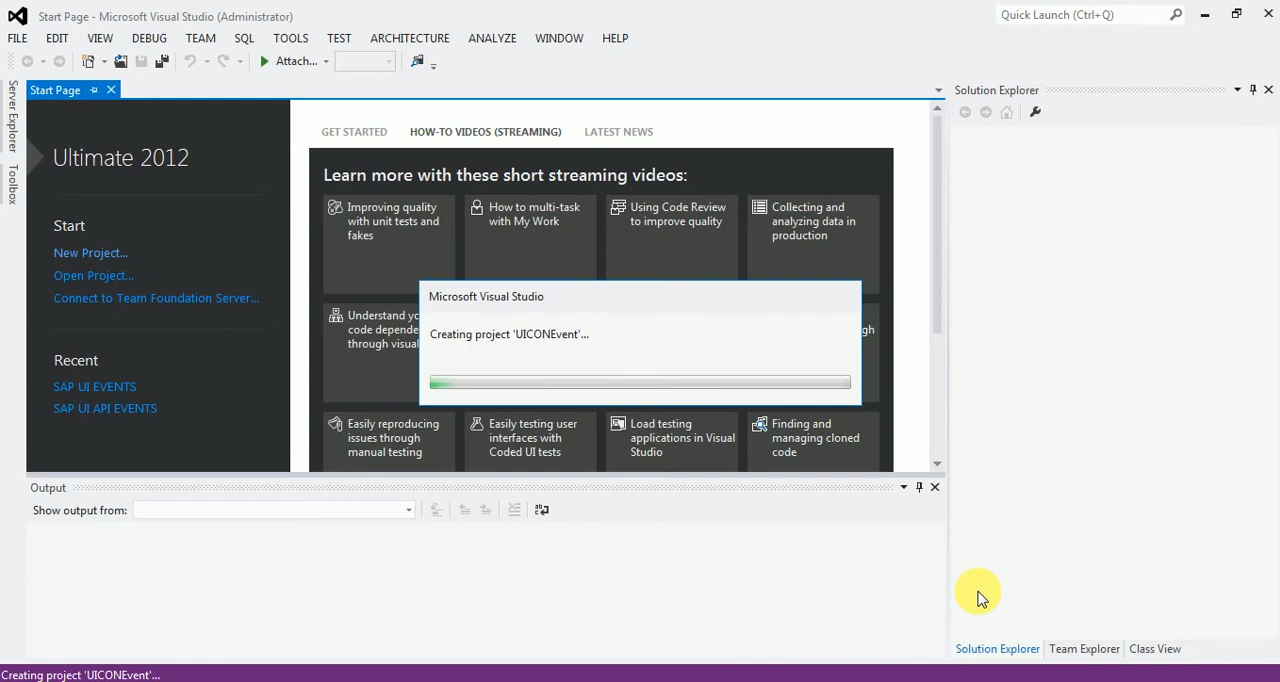 Start Page - Microsoft Visual Studio (Administrator)
Quick Launch (Ctrl+Q)
FILE EDIT VIEW DEBUG TEAM SQL TOOLS TEST ARCHITECTURE ANALYZE WINDOW HELP
Attach...
Server Explorer
Toolbox
Start Page
Solution Explorer
Ultimate 2012
Start
New Project...
Open Project...
Connect to Team Foundation Server...
Recent
SAP UI EVENTS
SAP UI API EVENTS
GET STARTED HOW-TO VIDEOS (STREAMING) LATEST NEWS
Learn more with these short streaming videos:
Improving quality
with unit tests and
fakes
How to multi-task
with My Work
Using Code Review
to improve quality
Collecting and
analyzing data in
production
Understand
code
through
Microsoft Visual Studio
Creating project 'UICONEvent'...
Easily reproducing
issues through
manual testing
Easily testing user
interfaces with
Coded UI tests
Load testing
applications in Visual
Studio
Finding and
managing cloned
code
Output
Show output from:
Solution Explorer Team Explorer Class View
Creating project 'UICONEvent'...